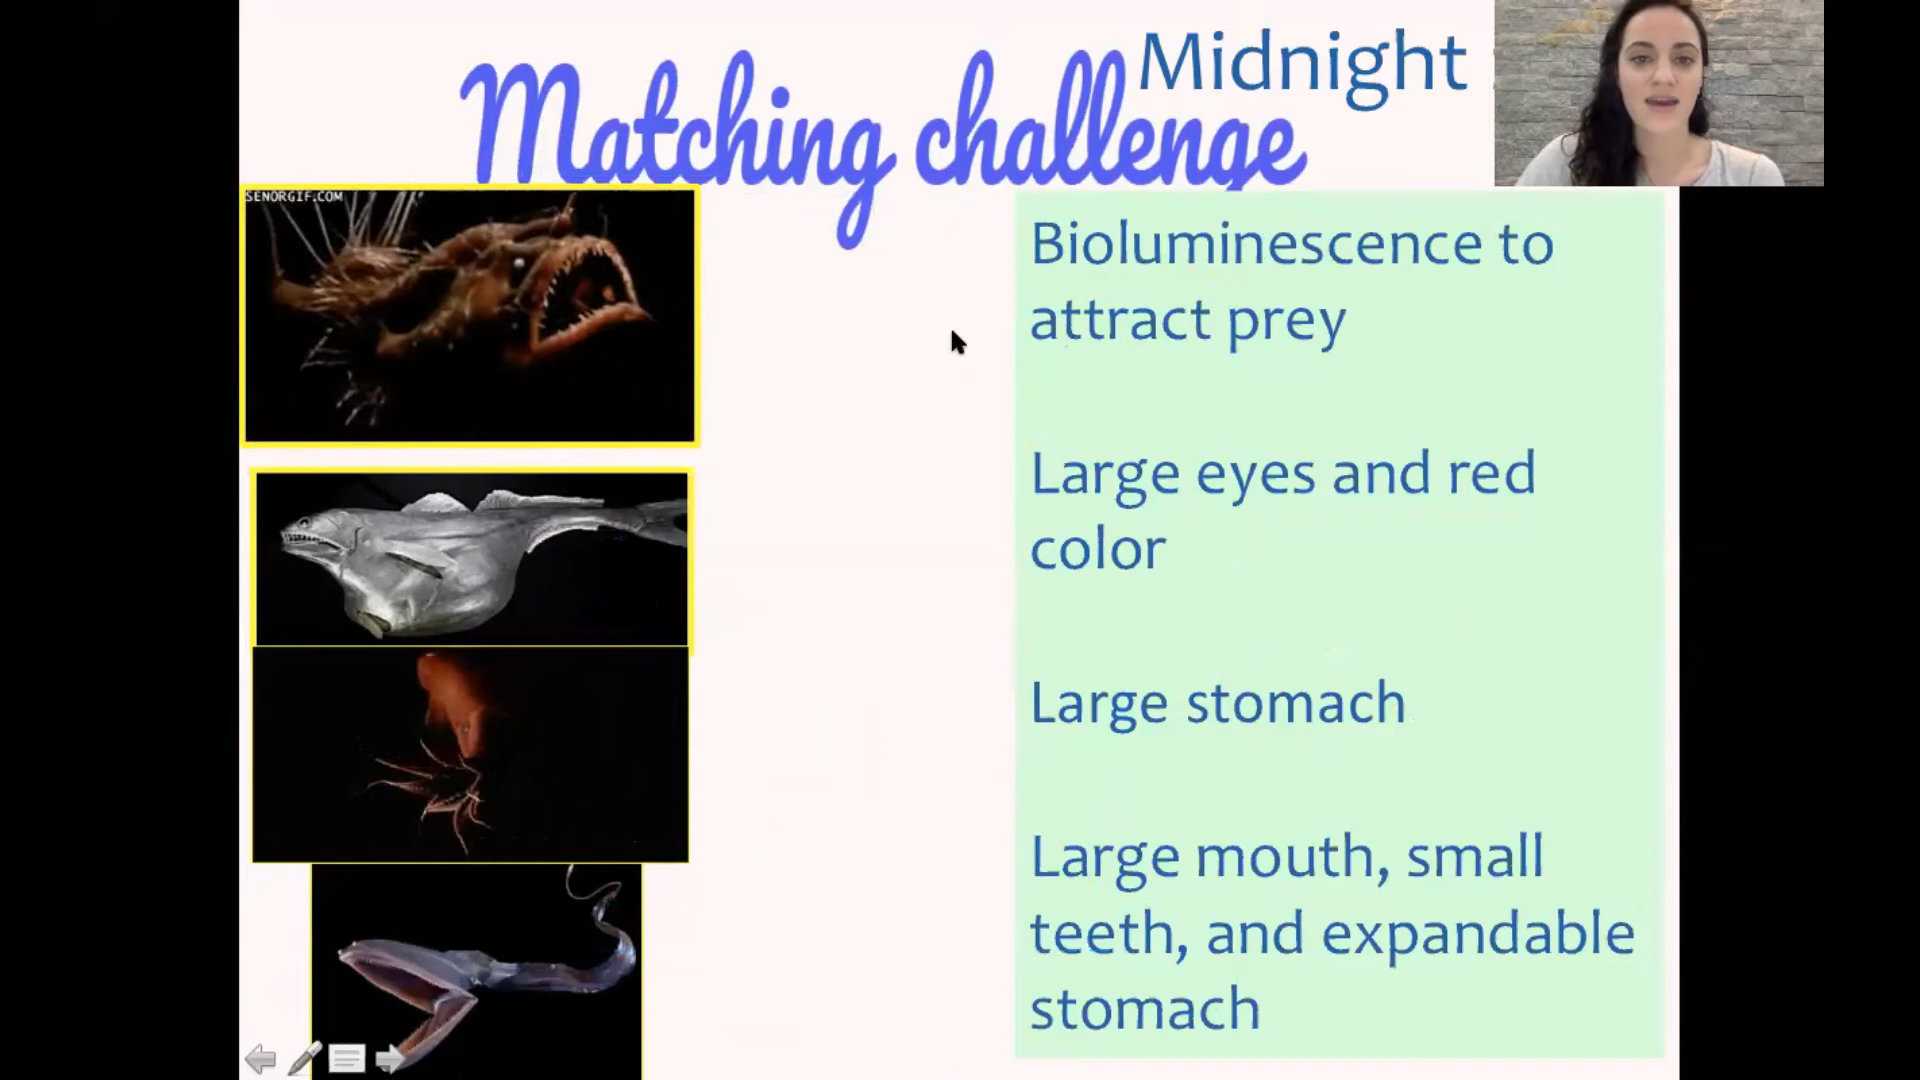 Midnight
Matching challenge
SENORGIF.COM
Bioluminescence to
attract prey
Large eyes and red
color
Large stomach
Large mouth, small
teeth, and expandable
stomach